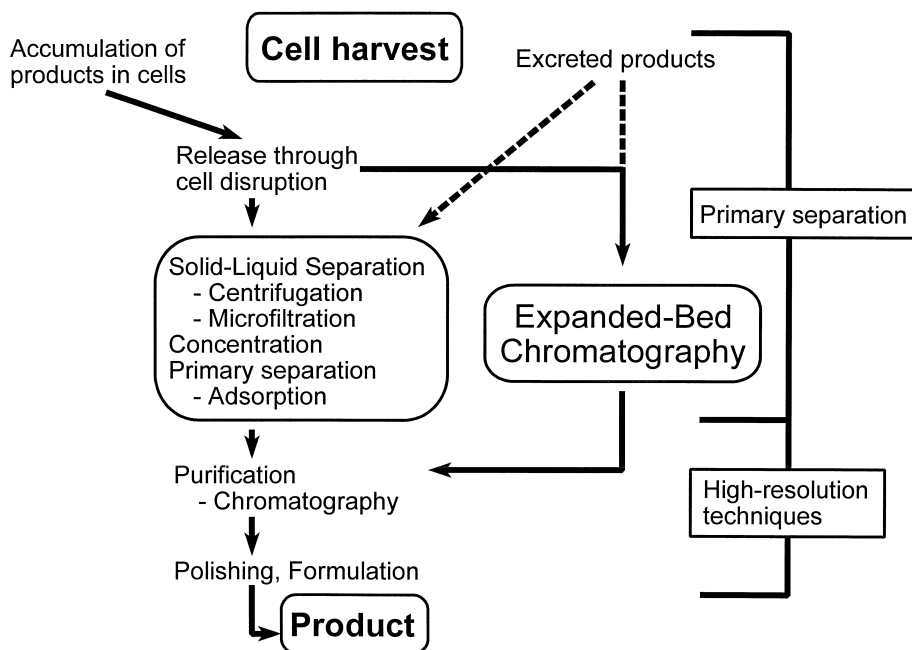 Cell harvest
Accumulation of
products in cells
Excreted products
Release through
cell disruption
Primary separation
Solid-Liquid Separation
- Centrifugation
- Microfiltration
Concentration
Primary separation
- Adsorption
Expanded-Bed
Chromatography
Purification
- Chromatography
High-resolution
techniques
Polishing, Formulation
Product